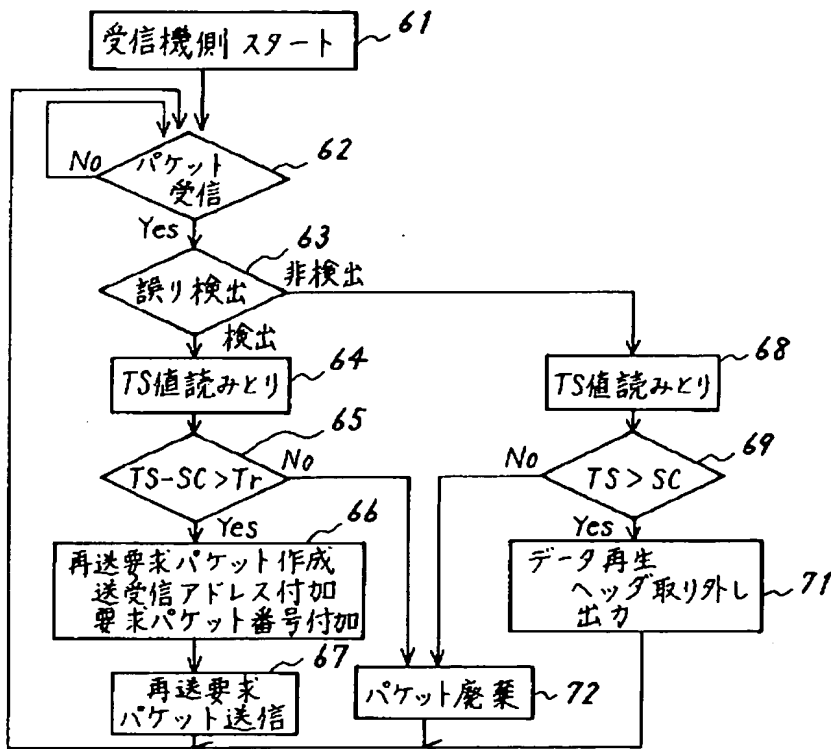 受信機側 スタート
61
パケット
受信
62
No
Yes
誤り検出
63
非検出
検出
TS値読みとり
64
TS値読みとり
68
TS-SC>Tr
65
No
Yes
TS>SC
69
No
Yes
再送要求パケット作成
送受信アドレス付加
要求パケット番号付加
66
データ再生
ヘッダ取り外し
出力
71
再送要求
パケット送信
67
パケット廃棄
72